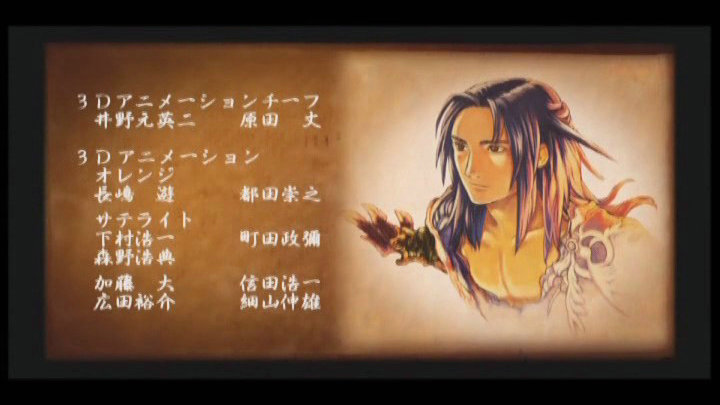 ３Ｄアニメーションチーフ
井野元英二　原田　丈
３Ｄアニメーション
オレンジ
長嶋　遊　都田崇之
サテライト
下村浩一　町田政彌
森野浩典
加藤　大　信田浩一
広田裕介　綱山仲雄